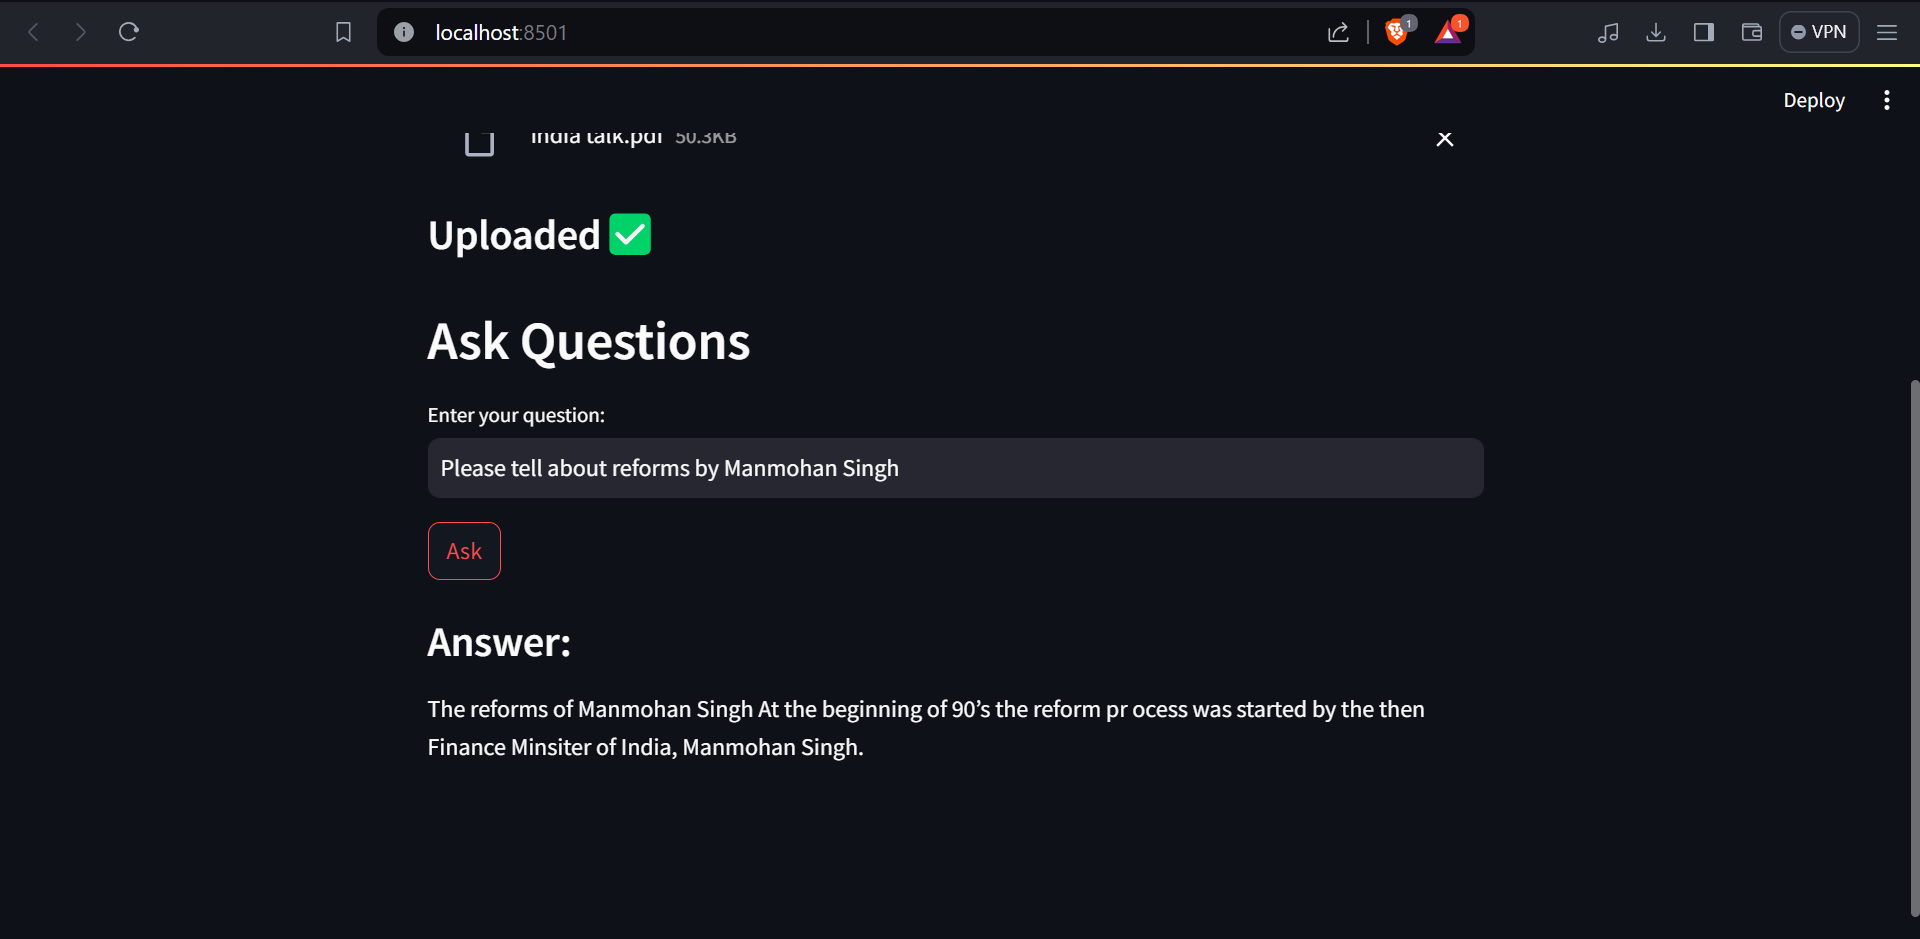 localhost:8501
1
1
VPN
Deploy
India talk.pdf 50.3KB
Uploaded ✅
Ask Questions
Enter your question:
Please tell about reforms by Manmohan Singh
Ask
Answer:
The reforms of Manmohan Singh At the beginning of 90’s the reform pr ocess was started by the then
Finance Minsiter of India, Manmohan Singh.